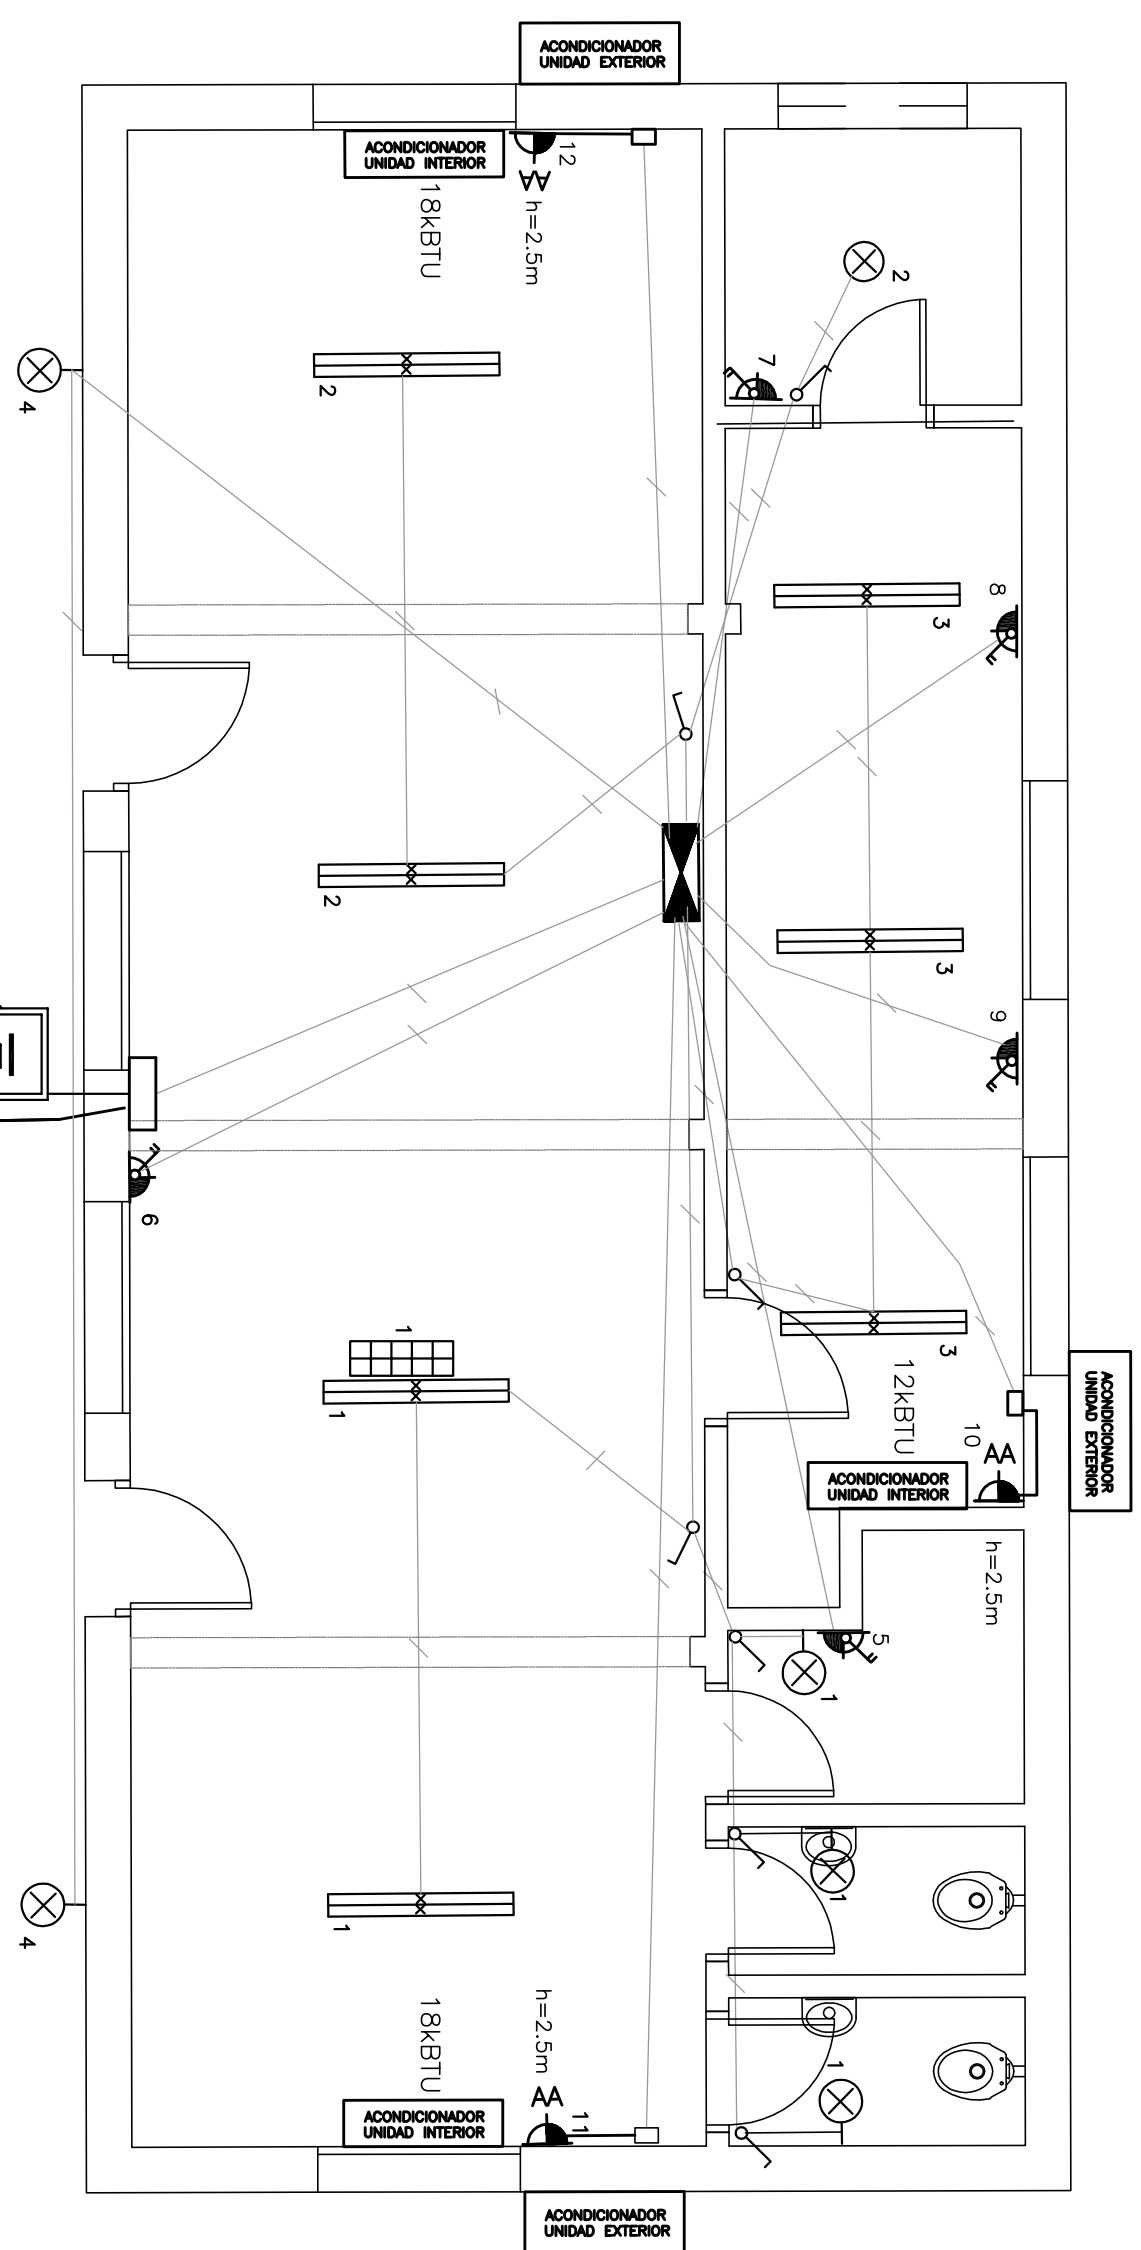 ACONDICIONADOR
UNIDAD EXTERIOR
ACONDICIONADOR
UNIDAD INTERIOR
12
AA
h=2.5m
18kBTU
2
7
2
4
8
3
2
3
9
6
1
1
3
12kBTU
10
AA
ACONDICIONADOR
UNIDAD EXTERIOR
ACONDICIONADOR
UNIDAD INTERIOR
h=2.5m
5
1
1
4
1
18kBTU
h=2.5m
AA
11
1
ACONDICIONADOR
UNIDAD INTERIOR
ACONDICIONADOR
UNIDAD EXTERIOR